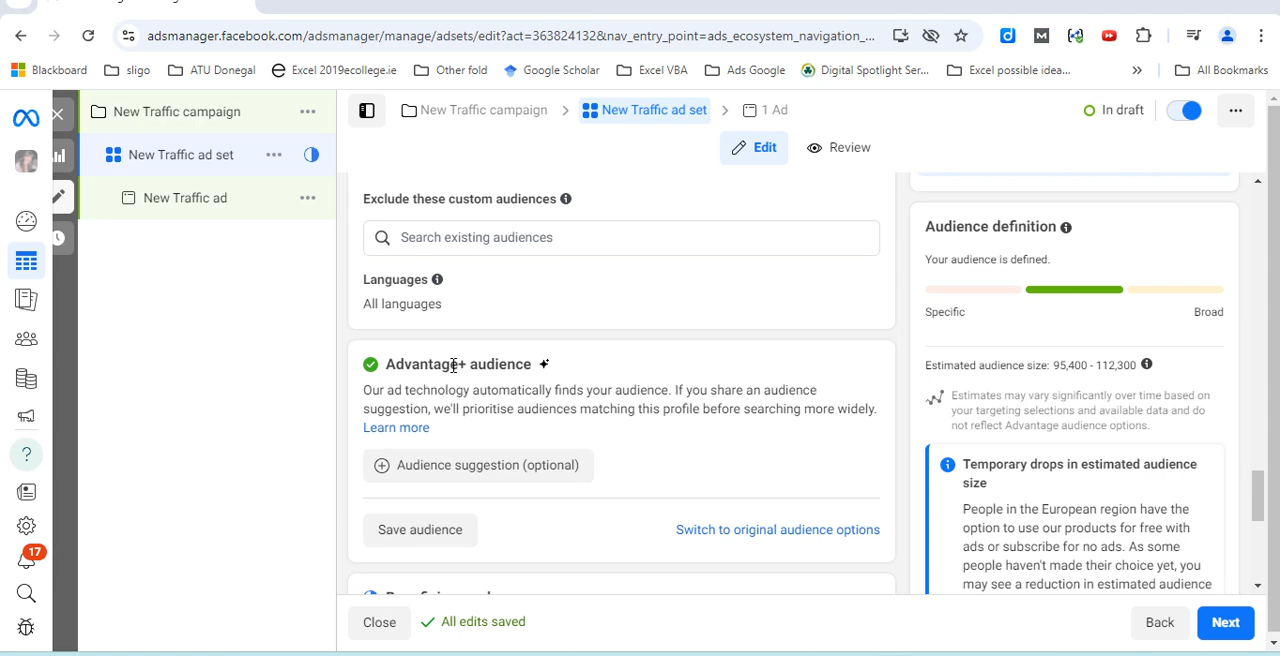 adsmanager.facebook.com/adsmanager/manage/adsets/edit?act=363824132&nav_entry_point=ads_ecosystem_navigation_...
Blackboard
sligo
ATU Donegal
Excel 2019ecollege.ie
Other fold
Google Scholar
Excel VBA
Ads Google
Digital Spotlight Ser...
Excel possible idea...
»
All Bookmarks
New Traffic campaign
New Traffic ad set
New Traffic ad
17
New Traffic campaign
New Traffic ad set
1 Ad
In draft
Edit
Review
Exclude these custom audiences
Search existing audiences
Languages
All languages
Advantage+ audience
Our ad technology automatically finds your audience. If you share an audience
suggestion, we'll prioritise audiences matching this profile before searching more widely.
Learn more
Audience suggestion (optional)
Save audience
Switch to original audience options
Close
All edits saved
Back
Next
Audience definition
Your audience is defined.
Specific
Broad
Estimated audience size: 95,400 - 112,300
Estimates may vary significantly over time based on
your targeting selections and available data and do
not reflect Advantage audience options.
Temporary drops in estimated audience
size
People in the European region have the
option to use our products for free with
ads or subscribe for no ads. As some
people haven't made their choice yet, you
may see a reduction in estimated audience